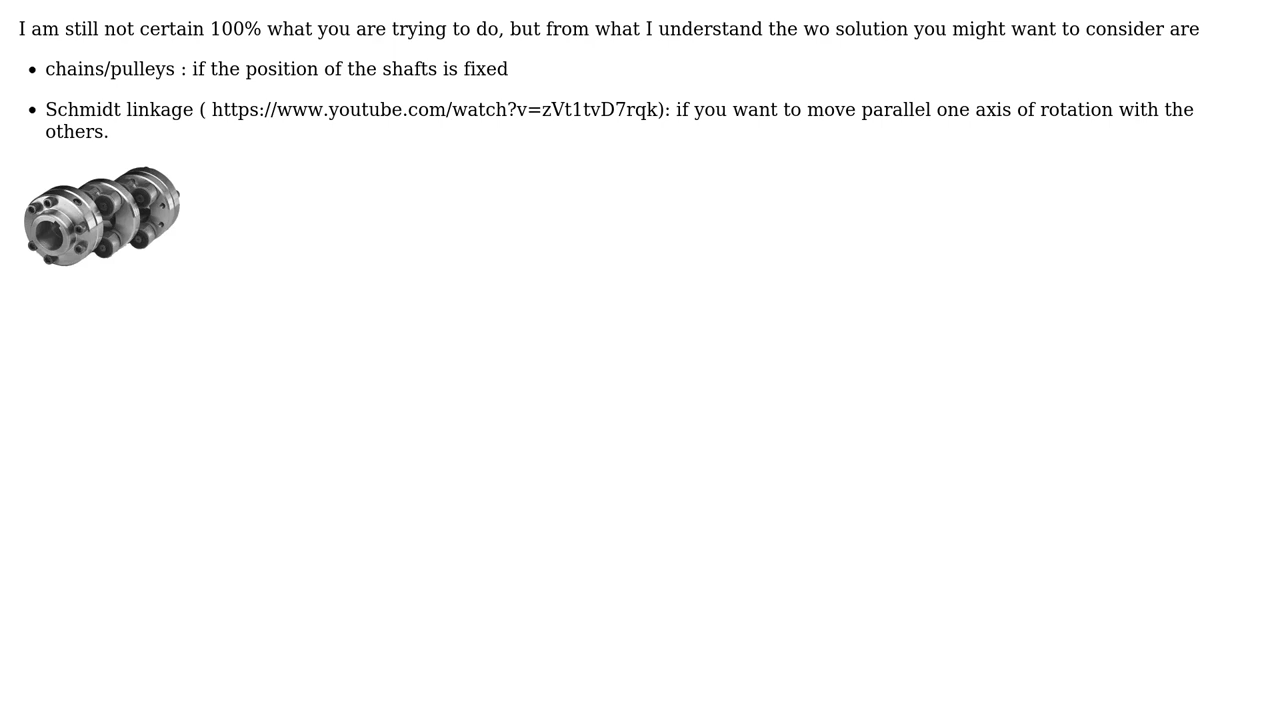 I am still not certain 100% what you are trying to do, but from what I understand the wo solution you might want to consider are
• chains/pulleys : if the position of the shafts is fixed
• Schmidt linkage ( https://www.youtube.com/watch?v=zVt1tvD7rqk): if you want to move parallel one axis of rotation with the
others.